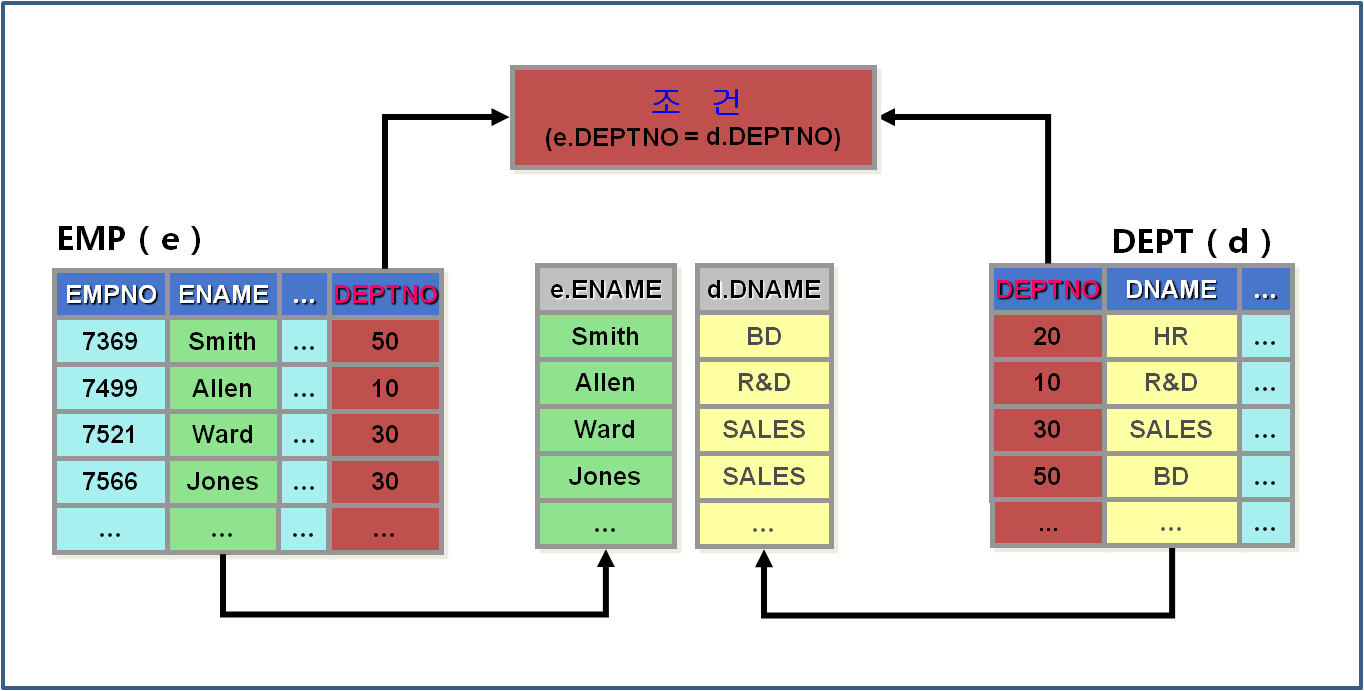 조 건
(e.DEPTNO = d.DEPTNO)
EMP ( e )
EMPNO ENAME ... DEPTNO
7369 Smith ... 50
7499 Allen ... 10
7521 Ward ... 30
7566 Jones ... 30
... ... ... ...
e.ENAME d.DNAME
Smith BD
Allen R&D
Ward SALES
Jones SALES
... ...
DEPT ( d )
DEPTNO DNAME ...
20 HR ...
10 R&D ...
30 SALES ...
50 BD ...
... ... ...